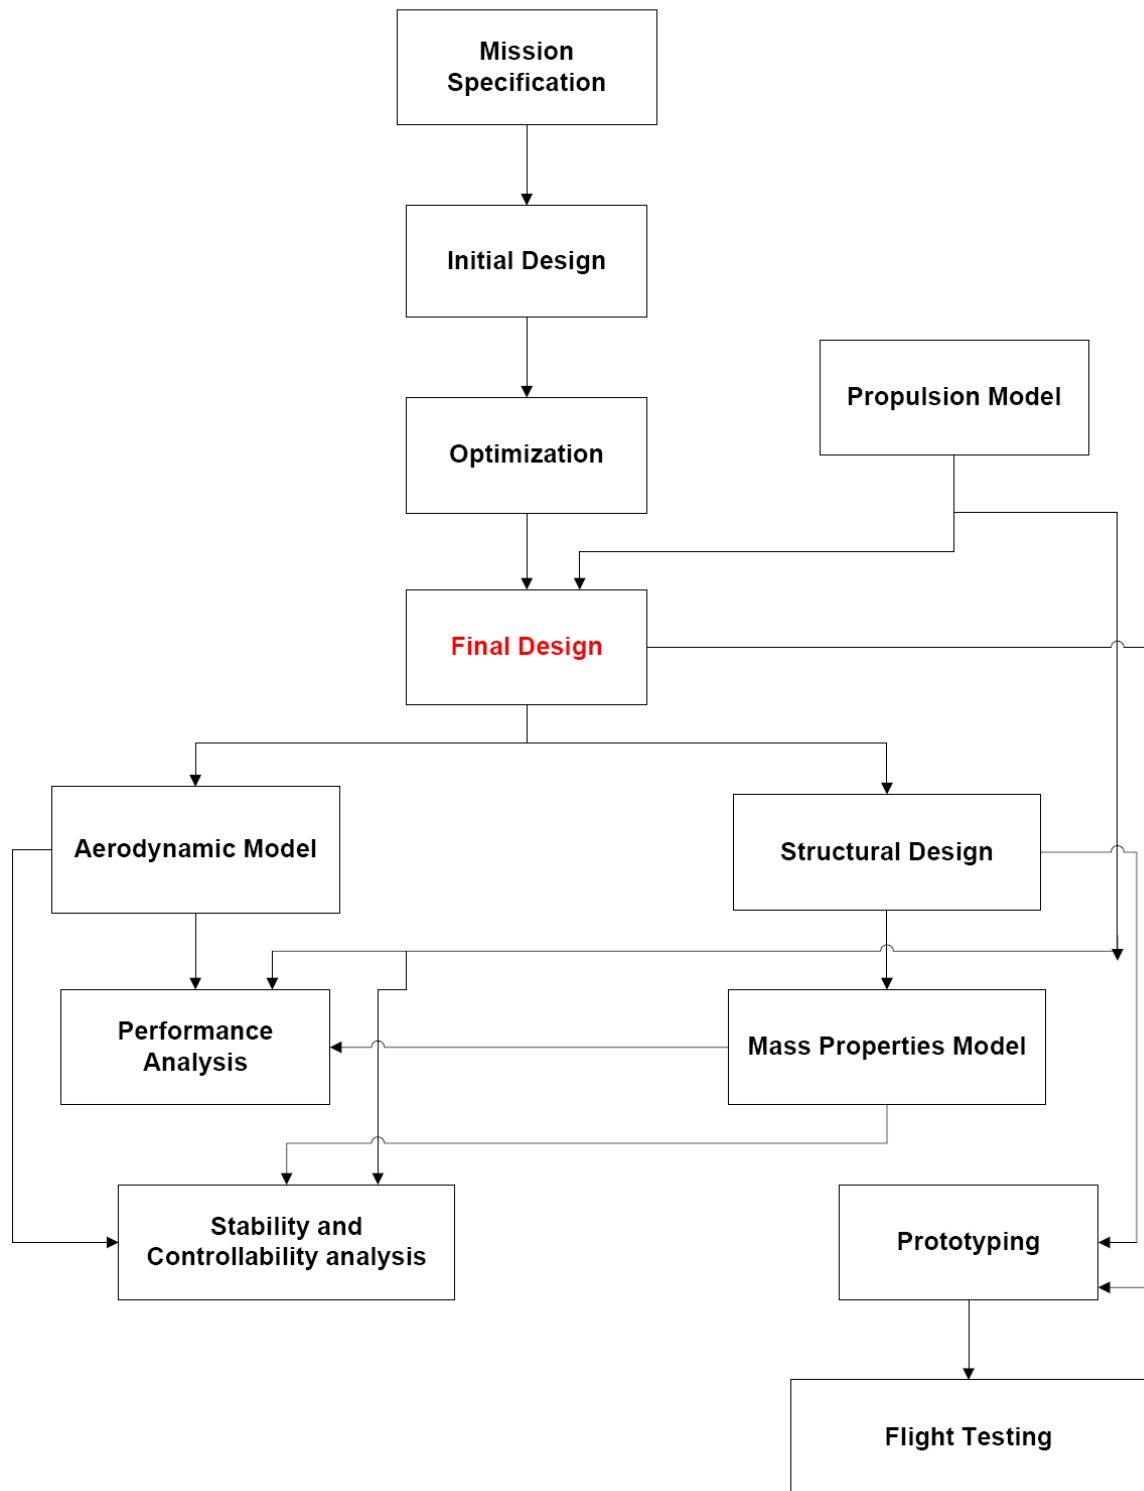 Mission
Specification
Initial Design
Propulsion Model
Optimization
Final Design
Aerodynamic Model
Structural Design
Performance
Analysis
Mass Properties Model
Stability and
Controllability analysis
Prototyping
Flight Testing